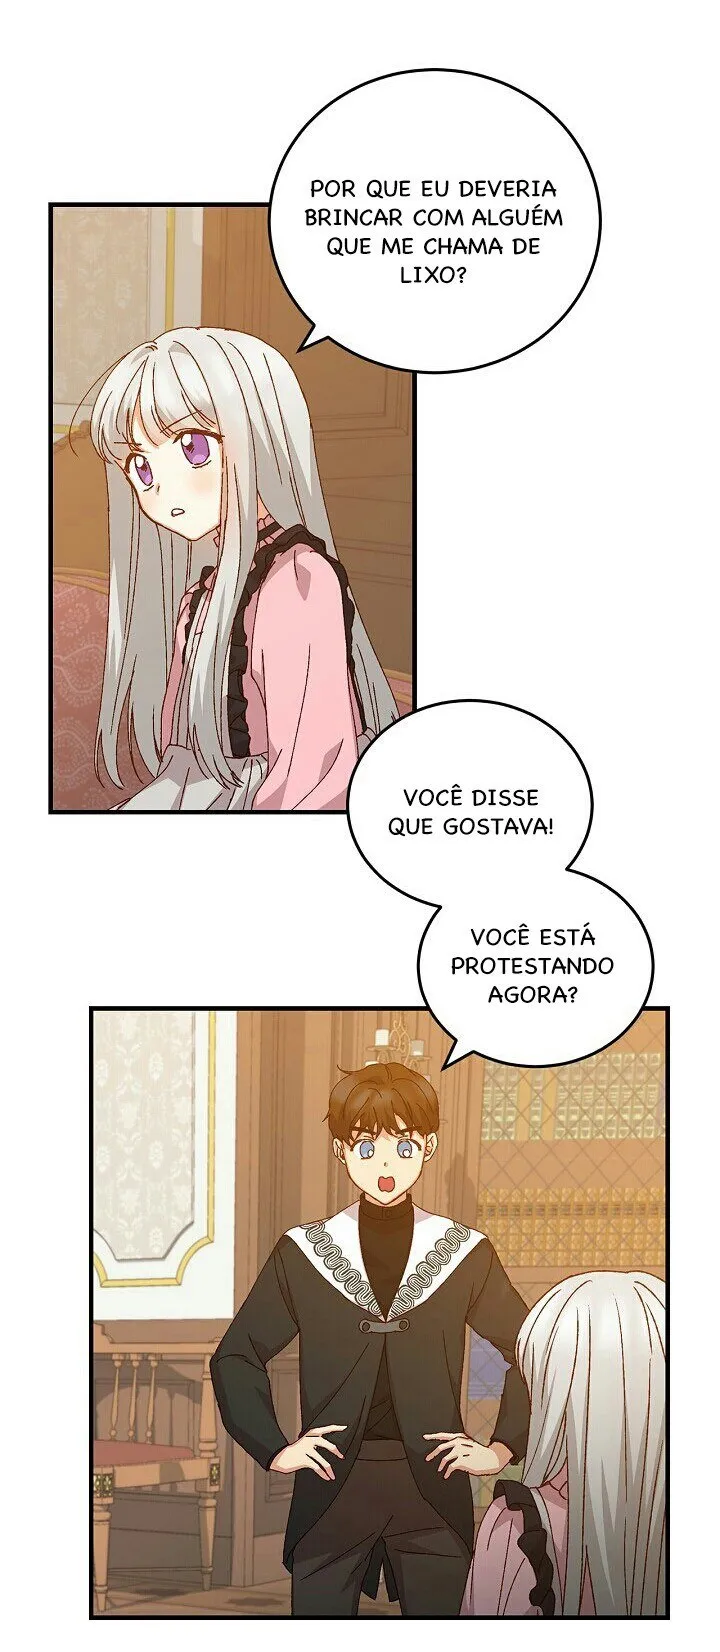 POR QUE EU DEVERIA
BRINCAR COM ALGUÉM
QUE ME CHAMA DE
LIXO?
VOCÊ DISSE
QUE GOSTAVA!
VOCÊ ESTÁ
PROTESTANDO
AGORA?